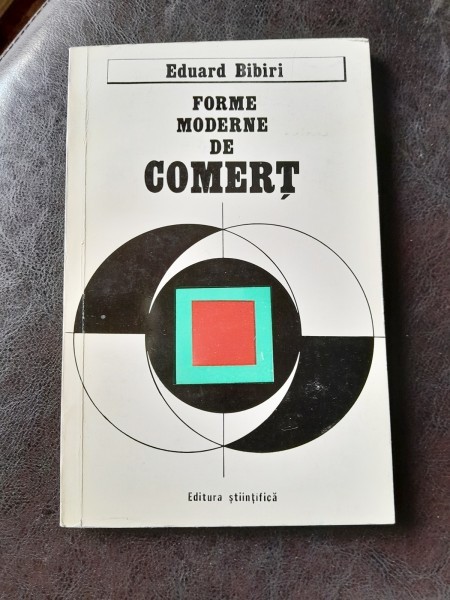 Eduard Bibiri
FORME
MODERNE
DE
COMERȚ
Editura științifică